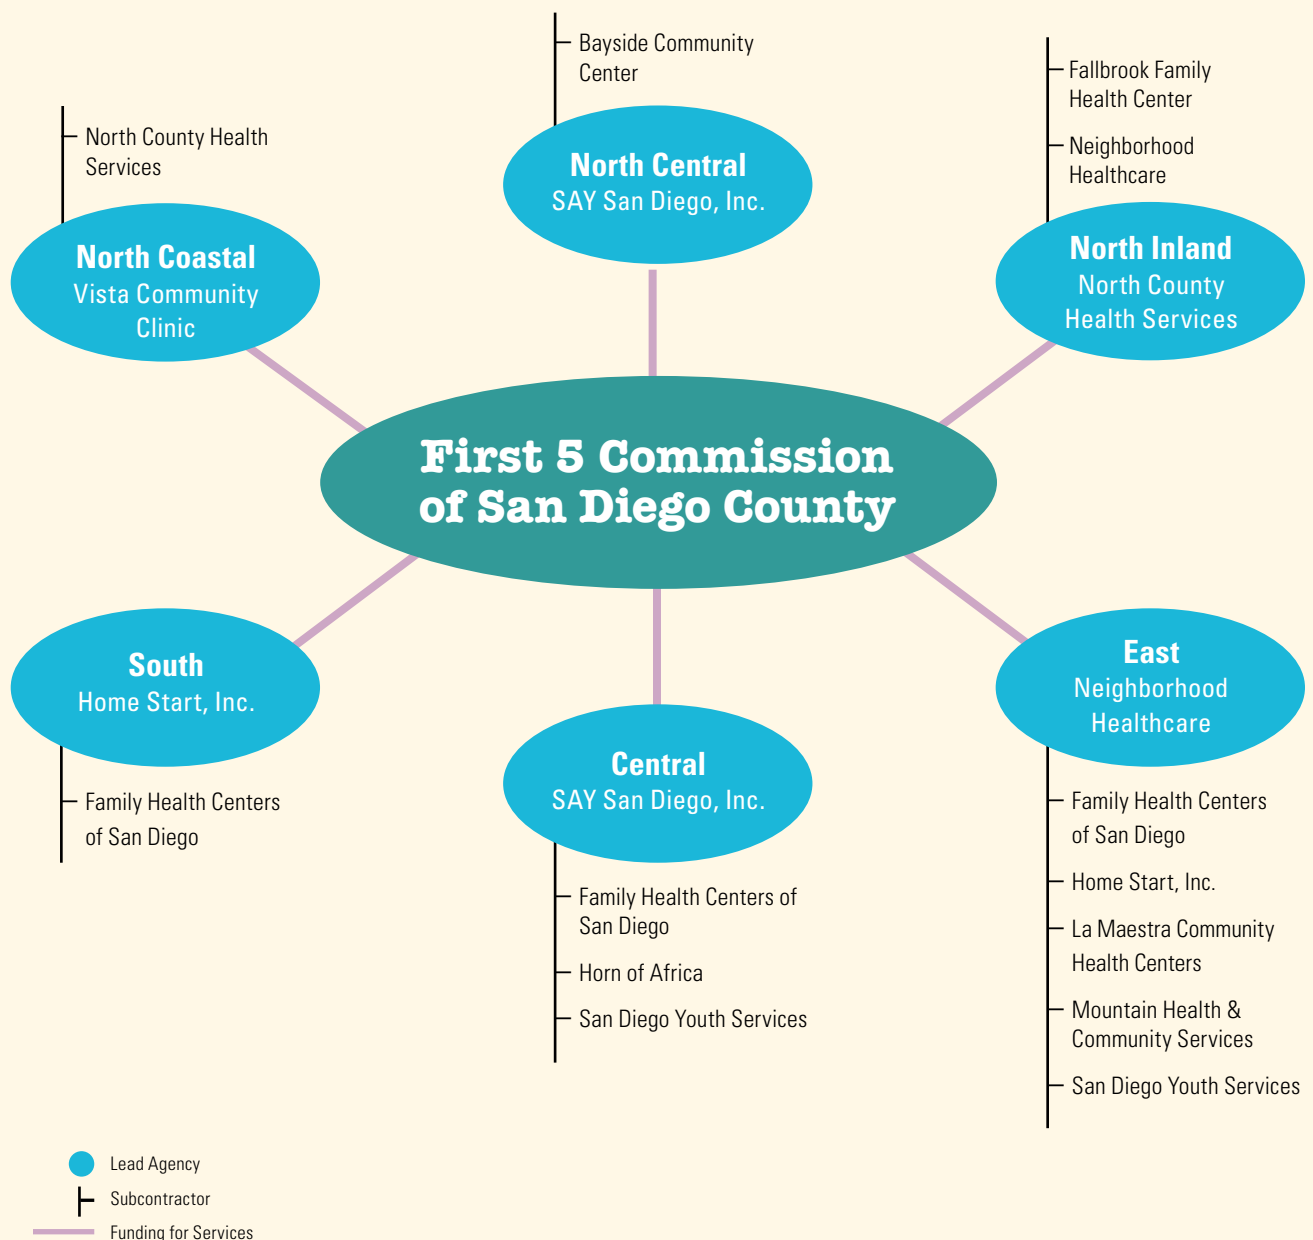 Bayside Community
Center
North Central
SAY San Diego, Inc.
Fallbrook Family
Health Center
Neighborhood
Healthcare
North Inland
North County
Health Services
North County Health
Services
North Coastal
Vista Community
Clinic
First 5 Commission
of San Diego County
South
Home Start, Inc.
Family Health Centers
of San Diego
Central
SAY San Diego, Inc.
Family Health Centers of
San Diego
Horn of Africa
San Diego Youth Services
East
Neighborhood
Healthcare
Family Health Centers
of San Diego
Home Start, Inc.
La Maestra Community
Health Centers
Mountain Health &
Community Services
San Diego Youth Services
Lead Agency
Subcontractor
Funding for Services